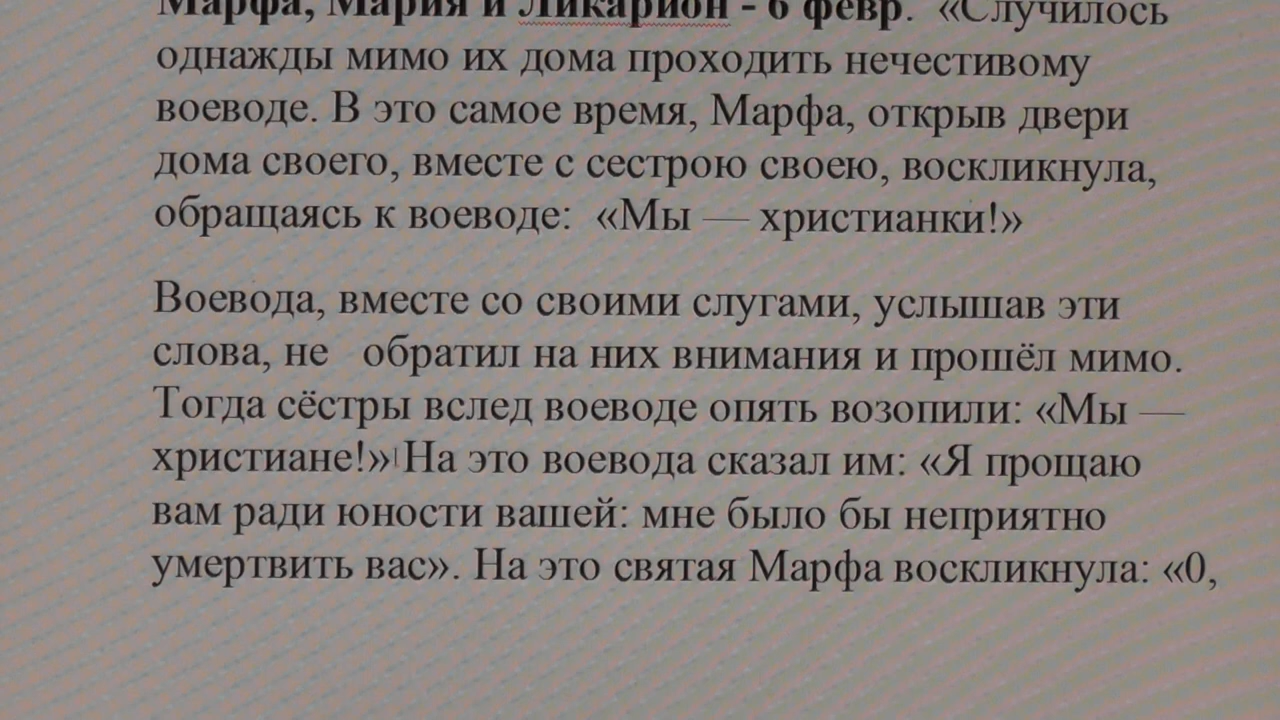 Марфа, Мария и Ликарион - 6 февр.  «Случилось
однажды мимо их дома проходить нечестивому
воеводе. В это самое время, Марфа, открыв двери
дома своего, вместе с сестрою своею, воскликнула,
обращаясь к воеводе:  «Мы — христианки!»
Воевода, вместе со своими слугами, услышав эти
слова, не   обратил на них внимания и прошёл мимо.
Тогда сёстры вслед воеводе опять возопили: «Мы —
христиане!» На это воевода сказал им: «Я прощаю
вам ради юности вашей: мне было бы неприятно
умертвить вас». На это святая Марфа воскликнула: «0,